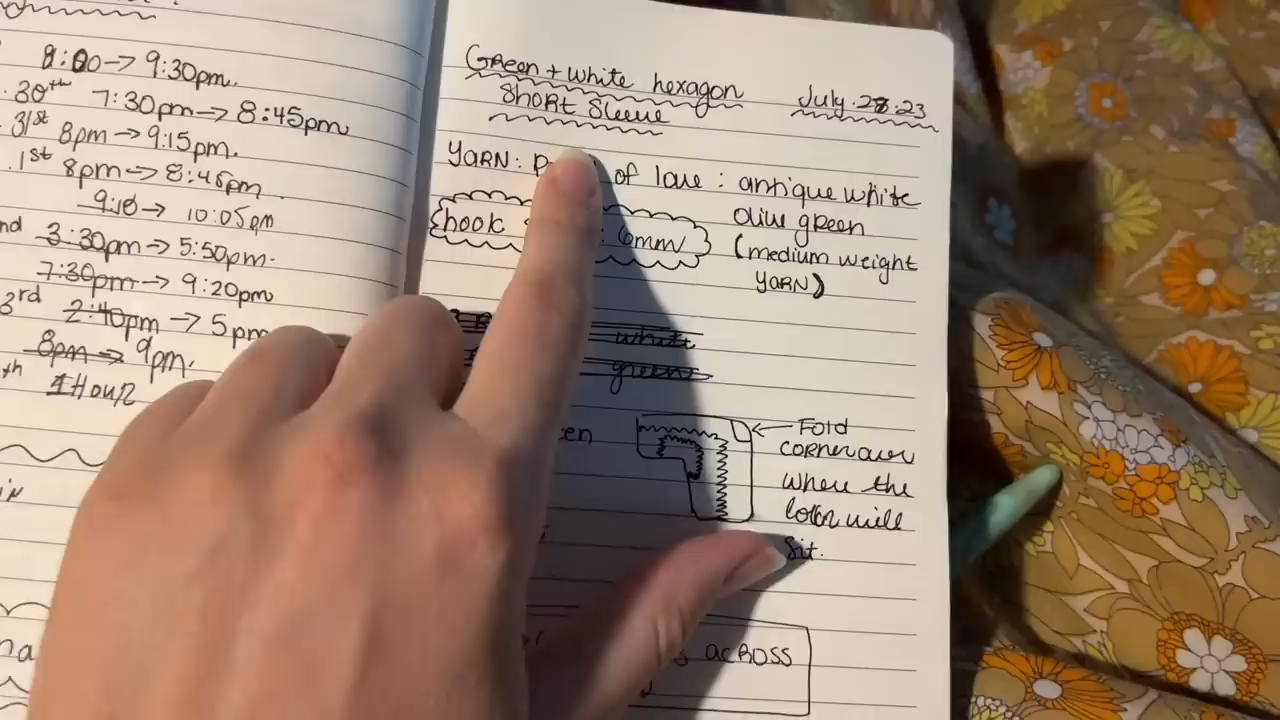 8:00 → 9:30pm.
30th 7:30pm → 8:45pm
31st 8pm → 9:15pm.
1st 8pm → 8:45pm
9:10 → 10:05pm
3:30pm → 5:50pm.
7:30pm → 9:20pm
3rd 2:40pm → 5pm
8pm → 9pm.
1 Hour
Green + white hexagon
Short Sleeve
July.28.23
YARN: of love: antique white
olive green
hook : 6mm
(medium weight
YARN)
white
green
Fold
corner over
where the
will
sit.
ACROSS